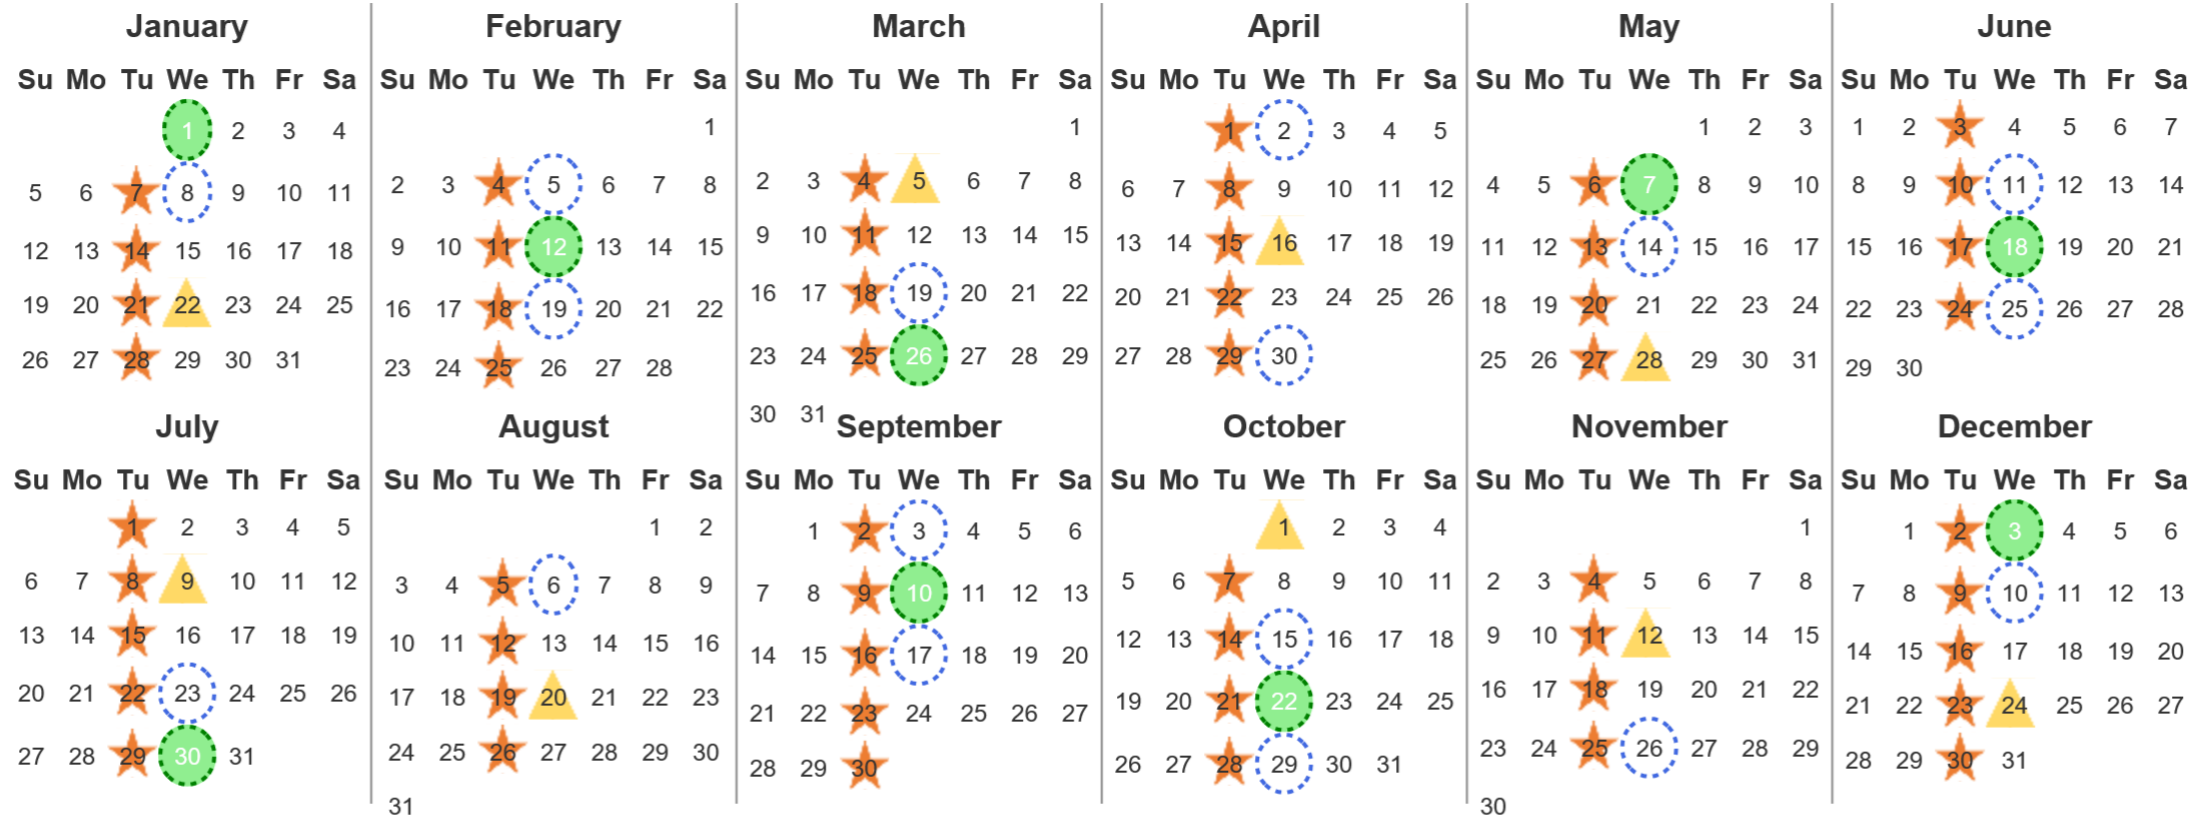 January February March April May June
Su Mo Tu We Th Fr Sa Su Mo Tu We Th Fr Sa Su Mo Tu We Th Fr Sa Su Mo Tu We Th Fr Sa Su Mo Tu We Th Fr Sa Su Mo Tu We Th Fr Sa
1 2 3 4 1 1 1 2 3 4 5 1 2 3 1 2 3 4 5 6 7
5 6 7 8 9 10 11 2 3 4 5 6 7 8 2 3 4 5 6 7 8 6 7 8 9 10 11 12 4 5 6 7 8 9 10 8 9 10 11 12 13 14
12 13 14 15 16 17 18 9 10 11 12 13 14 15 9 10 11 12 13 14 15 13 14 15 16 17 18 19 11 12 13 14 15 16 17 15 16 17 18 19 20 21
19 20 21 22 23 24 25 16 17 18 19 20 21 22 16 17 18 19 20 21 22 20 21 22 23 24 25 26 18 19 20 21 22 23 24 22 23 24 25 26 27 28
26 27 28 29 30 31 23 24 25 26 27 28 23 24 25 26 27 28 29 27 28 29 30 25 26 27 28 29 30 31 29 30
30 31
July August September October November December
Su Mo Tu We Th Fr Sa Su Mo Tu We Th Fr Sa Su Mo Tu We Th Fr Sa Su Mo Tu We Th Fr Sa Su Mo Tu We Th Fr Sa Su Mo Tu We Th Fr Sa
1 2 3 4 5 1 2 1 2 3 4 5 6 1 2 3 4 1 1 2 3 4 5 6
6 7 8 9 10 11 12 3 4 5 6 7 8 9 7 8 9 10 11 12 13 5 6 7 8 9 10 11 2 3 4 5 6 7 8 7 8 9 10 11 12 13
13 14 15 16 17 18 19 10 11 12 13 14 15 16 14 15 16 17 18 19 20 12 13 14 15 16 17 18 9 10 11 12 13 14 15 14 15 16 17 18 19 20
20 21 22 23 24 25 26 17 18 19 20 21 22 23 21 22 23 24 25 26 27 19 20 21 22 23 24 25 16 17 18 19 20 21 22 21 22 23 24 25 26 27
27 28 29 30 31 24 25 26 27 28 29 30 28 29 30 26 27 28 29 30 31 23 24 25 26 27 28 29 28 29 30 31
31 30